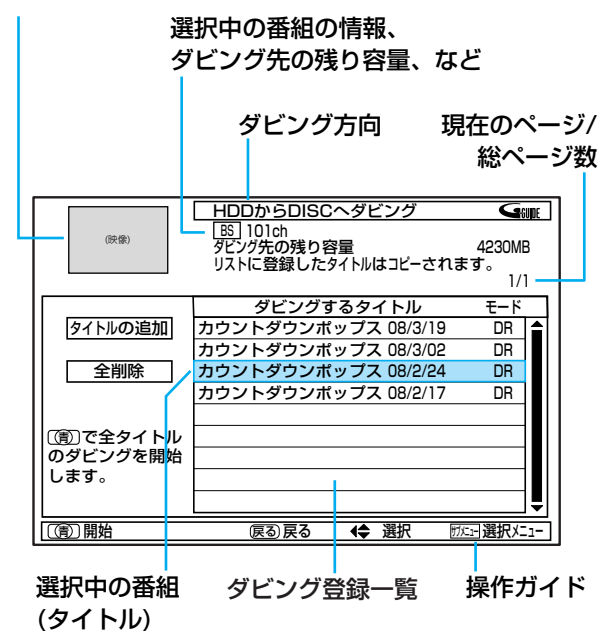 選択中の番組の情報、
ダビング先の残り容量、など
ダビング方向
現在のページ/
総ページ数
HDDからDISCへダビング
G-GUIDE
(映像)
BS 101ch
ダビング先の残り容量 4230MB
リストに登録したタイトルはコピーされます。
1/1
ダビングするタイトル モード
タイトルの追加
カウントダウンポップス 08/3/19 DR
カウントダウンポップス 08/3/02 DR
全削除
カウントダウンポップス 08/2/24 DR
カウントダウンポップス 08/2/17 DR
(青)で全タイトル
のダビングを開始
します。
(青)開始 戻る 戻る 選択 サブメニュー 選択メニュー
選択中の番組
(タイトル)
ダビング登録一覧
操作ガイド